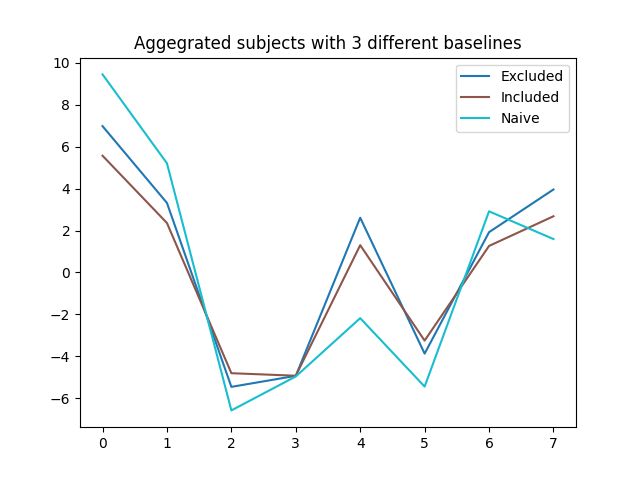 Aggegrated subjects with 3 different baselines
10
8
6
4
2
0
−2
−4
−6
Excluded
Included
Naive
0 1 2 3 4 5 6 7